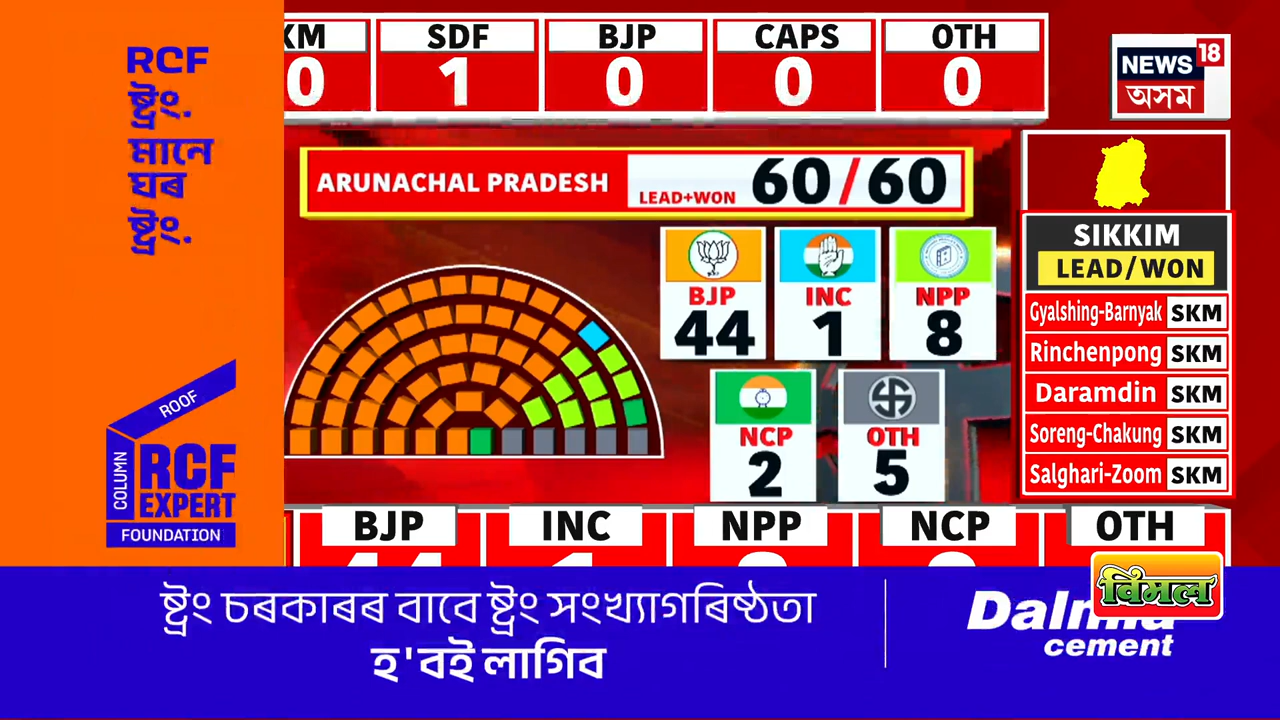 RCF
ষ্ট্ৰং
মানে
ঘৰ
ষ্ট্ৰং
ROOF
COLUMN
RCF
EXPERT
FOUNDATION
KM SDF BJP CAPS OTH
0 1 0 0 0
NEWS 18
অসম
ARUNACHAL PRADESH LEAD+WON 60/60
BJP INC NPP
44 1 8
NCP OTH
2 5
SIKKIM
LEAD/WON
Gyalshing-Barnyak SKM
Rinchenpong SKM
Daramdin SKM
Soreng-Chakung SKM
Salghari-Zoom SKM
BJP INC NPP NCP OTH
विमल
ষ্ট্ৰং চৰকাৰৰ বাবে ষ্ট্ৰং সংখ্যাগৰিষ্ঠতা
হ'বই লাগিব
Dalmia
cement